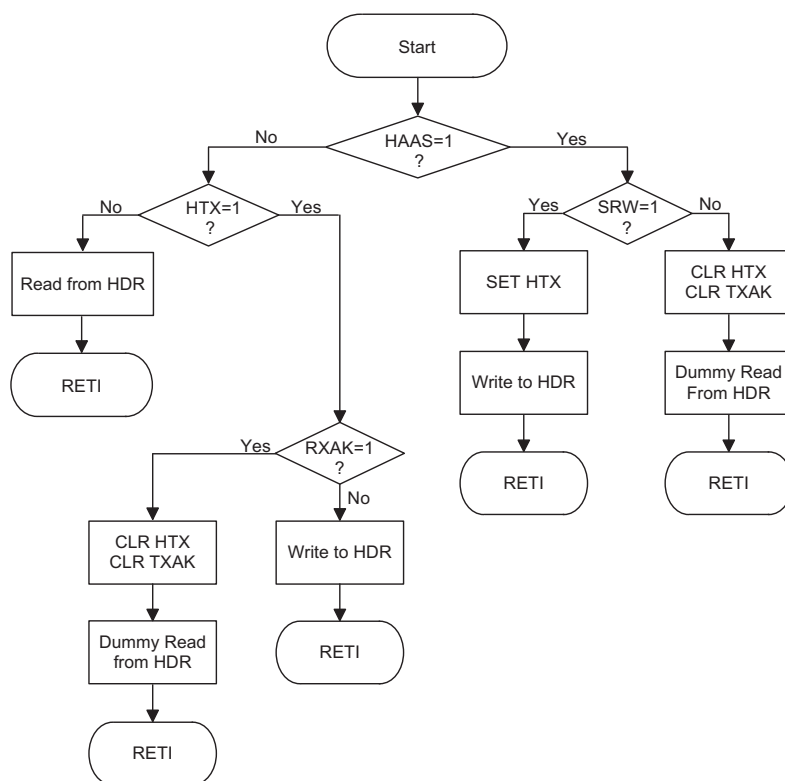 Start
HAAS=1
?
No
Yes
HTX=1
?
No
Yes
SRW=1
?
Yes
No
Read from HDR
RETI
SET HTX
CLR HTX
CLR TXAK
Write to HDR
Dummy Read
From HDR
RETI
RETI
RXAK=1
?
Yes
No
CLR HTX
CLR TXAK
Write to HDR
Dummy Read
from HDR
RETI
RETI